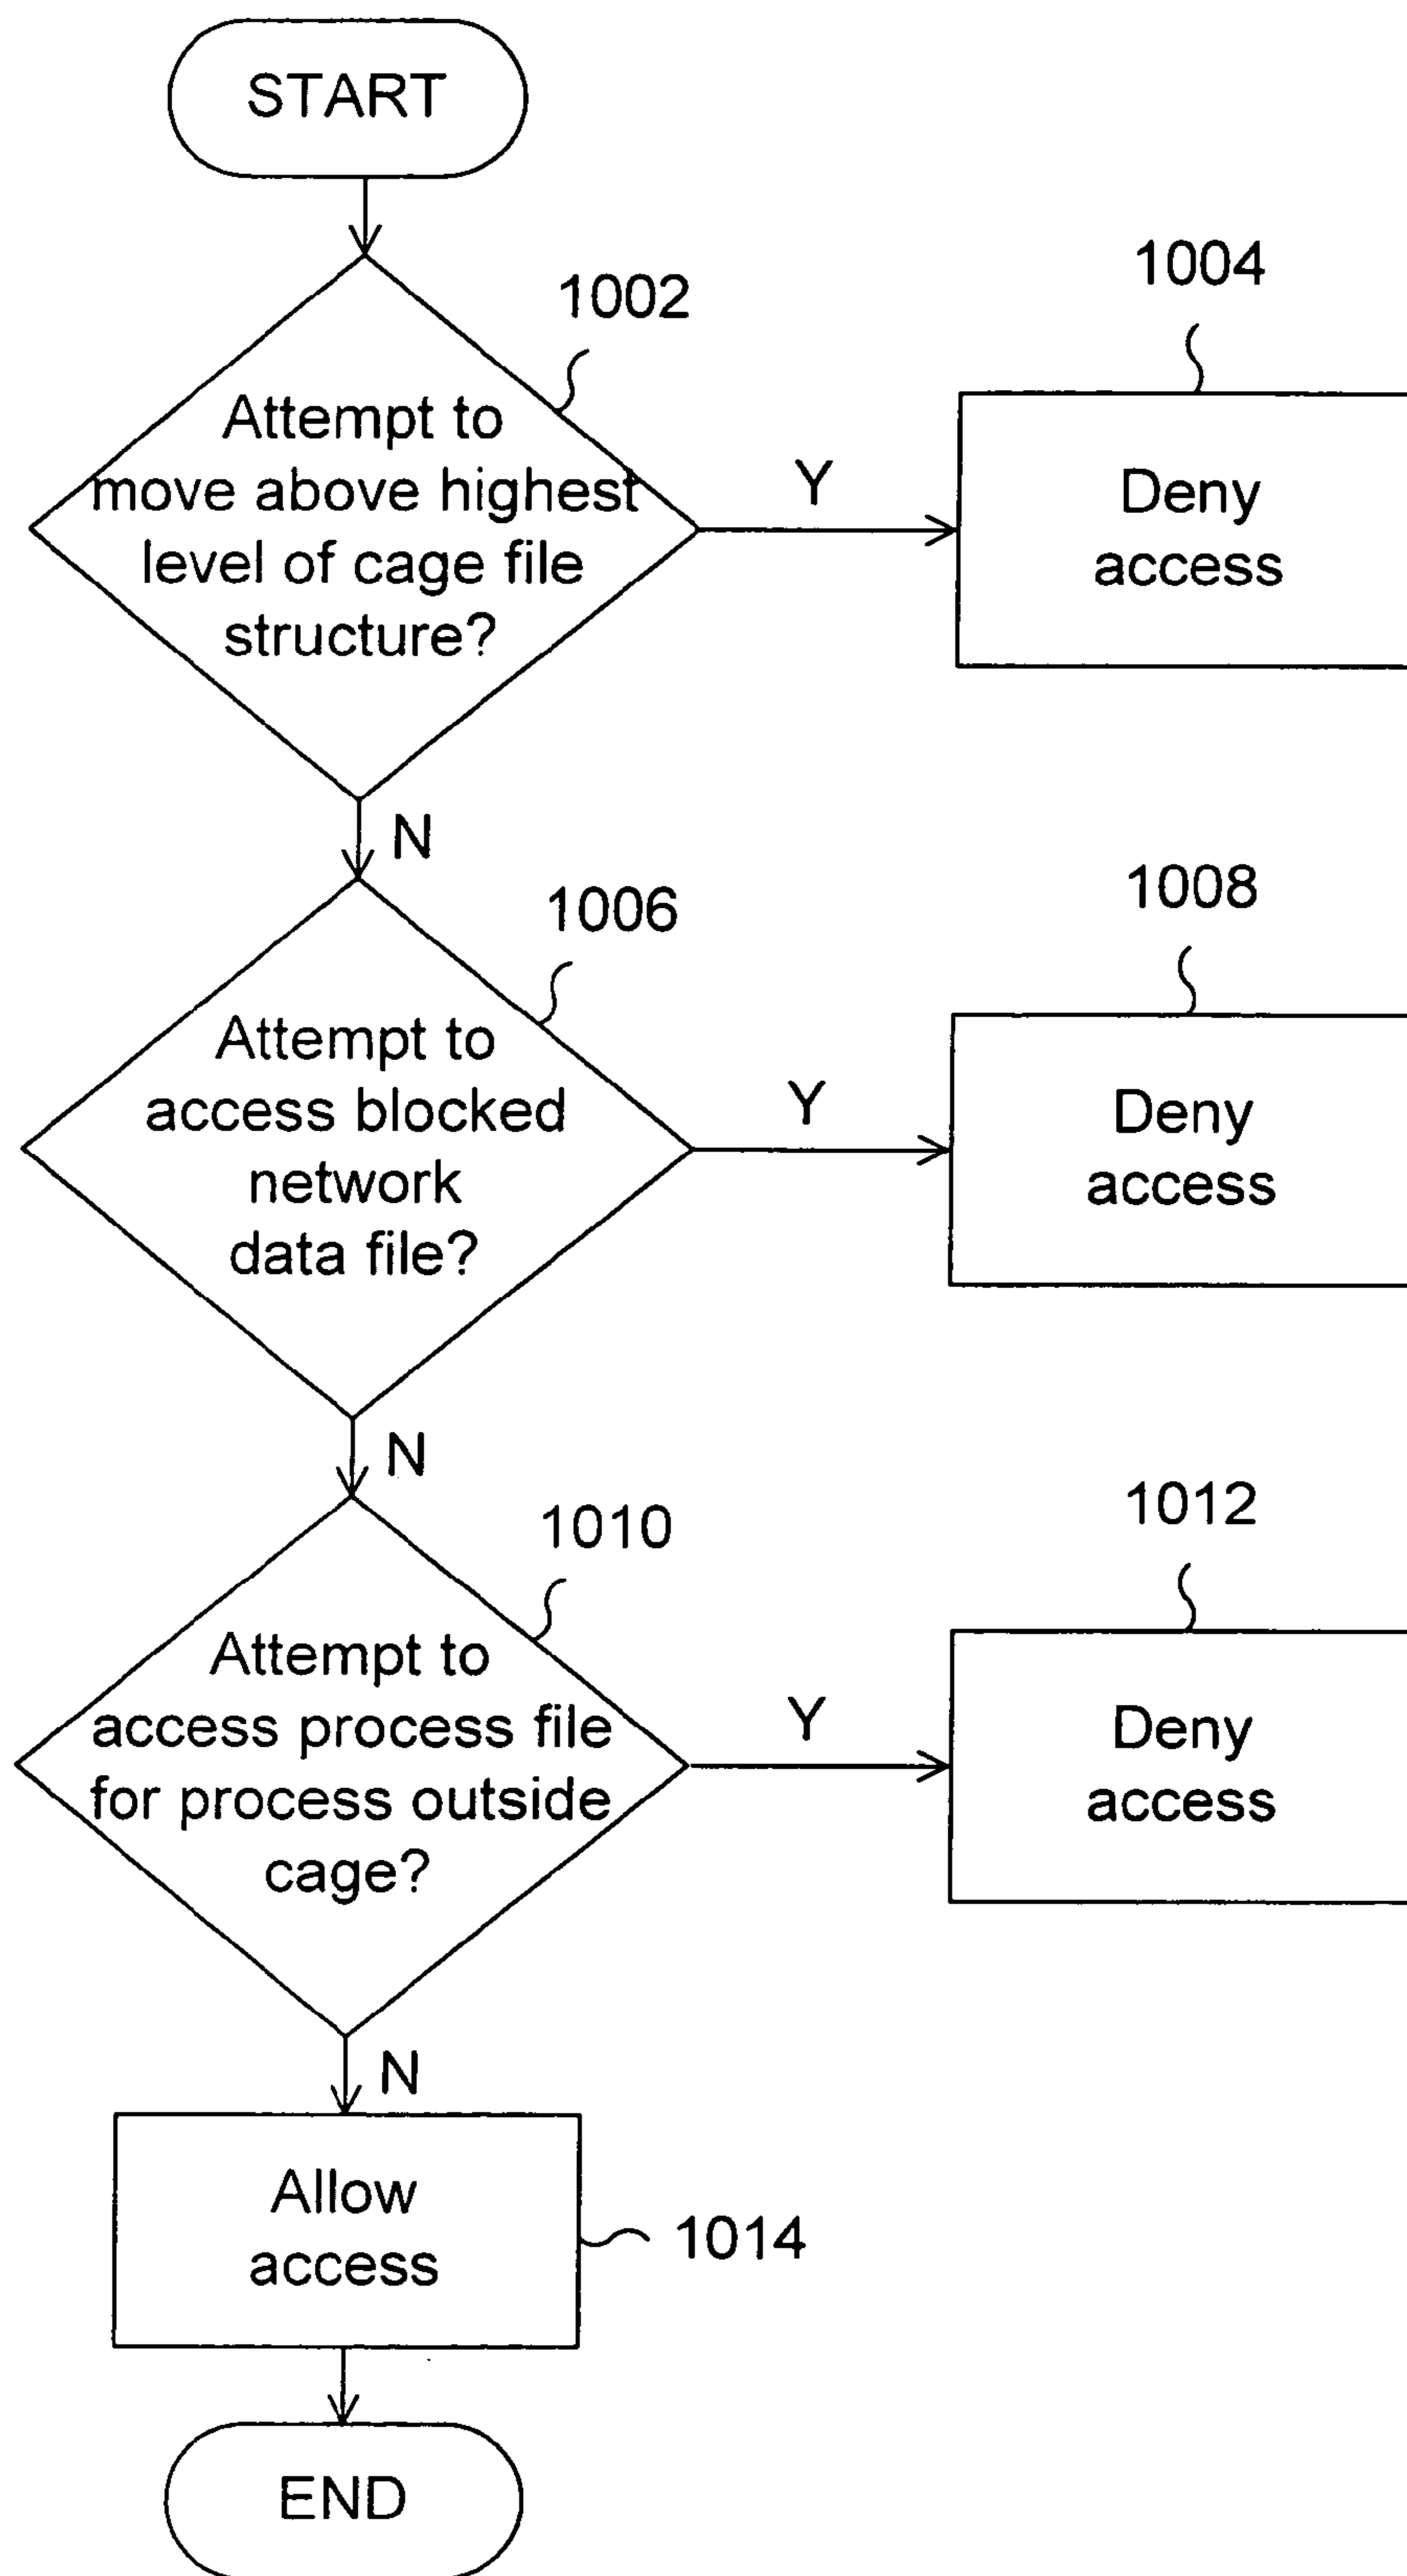 START
1002
Attempt to
move above highest
level of cage file
structure?
Y
1004
Deny
access
N
1006
Attempt to
access blocked
network
data file?
Y
1008
Deny
access
N
1010
Attempt to
access process file
for process outside
cage?
Y
1012
Deny
access
N
Allow
access
1014
END